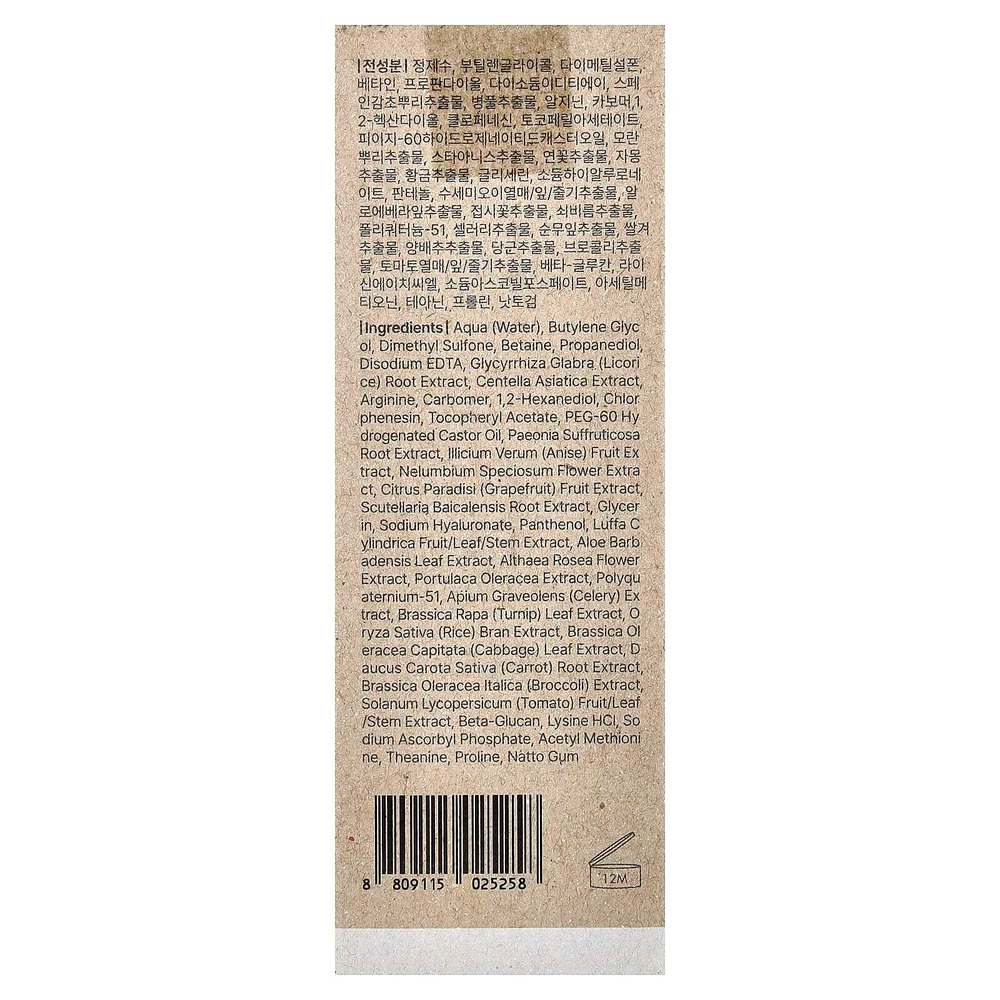 |전성분| 정제수, 부틸렌글라이콜, 다이메틸설폰,
베타인, 프로판다이올, 다이소듐이디티에이, 스페
인감초뿌리추출물, 병풀추출물, 알지닌, 카보머,1,
2-헥산다이올, 클로페네신, 토코페릴아세테이트,
피이지-60하이드로제네이티드캐스터오일, 모란
뿌리추출물, 스타아니스추출물, 연꽃추출물, 자몽
추출물, 황금추출물, 글리세린, 소듐하이알루로네
이트, 판테놀, 수세미오이열매/잎/줄기추출물, 알
로에베라잎추출물, 접시꽃추출물, 쇠비름추출물,
폴리쿼터늄-51, 셀러리추출물, 순무잎추출물, 쌀겨
추출물, 양배추추출물, 당근추출물, 브로콜리추출
물, 토마토열매/잎/줄기추출물, 베타-글루칸, 라이
신에이치씨엘, 소듐아스코빌포스페이트, 아세틸메
티오닌, 테아닌, 프롤린, 낫토검
|Ingredients| Aqua (Water), Butylene Glyc
ol, Dimethyl Sulfone, Betaine, Propanediol,
Disodium EDTA, Glycyrrhiza Glabra (Licori
ce) Root Extract, Centella Asiatica Extract,
Arginine, Carbomer, 1,2-Hexanediol, Chlor
phenesin, Tocopheryl Acetate, PEG-60 Hy
drogenated Castor Oil, Paeonia Suffruticosa
Root Extract, Illicium Verum (Anise) Fruit Ex
tract, Nelumbium Speciosum Flower Extra
ct, Citrus Paradisi (Grapefruit) Fruit Extract,
Scutellaria Baicalensis Root Extract, Glycer
in, Sodium Hyaluronate, Panthenol, Luffa C
ylindrica Fruit/Leaf/Stem Extract, Aloe Barb
adensis Leaf Extract, Althaea Rosea Flower
Extract, Portulaca Oleracea Extract, Polyqu
aternium-51, Apium Graveolens (Celery) Ex
tract, Brassica Rapa (Turnip) Leaf Extract, O
ryza Sativa (Rice) Bran Extract, Brassica Ol
eracea Capitata (Cabbage) Leaf Extract, D
aucus Carota Sativa (Carrot) Root Extract,
Brassica Oleracea Italica (Broccoli) Extract,
Solanum Lycopersicum (Tomato) Fruit/Leaf
/Stem Extract, Beta-Glucan, Lysine HCl, So
dium Ascorbyl Phosphate, Acetyl Methioni
ne, Theanine, Proline, Natto Gum
8 809115 025258
12M